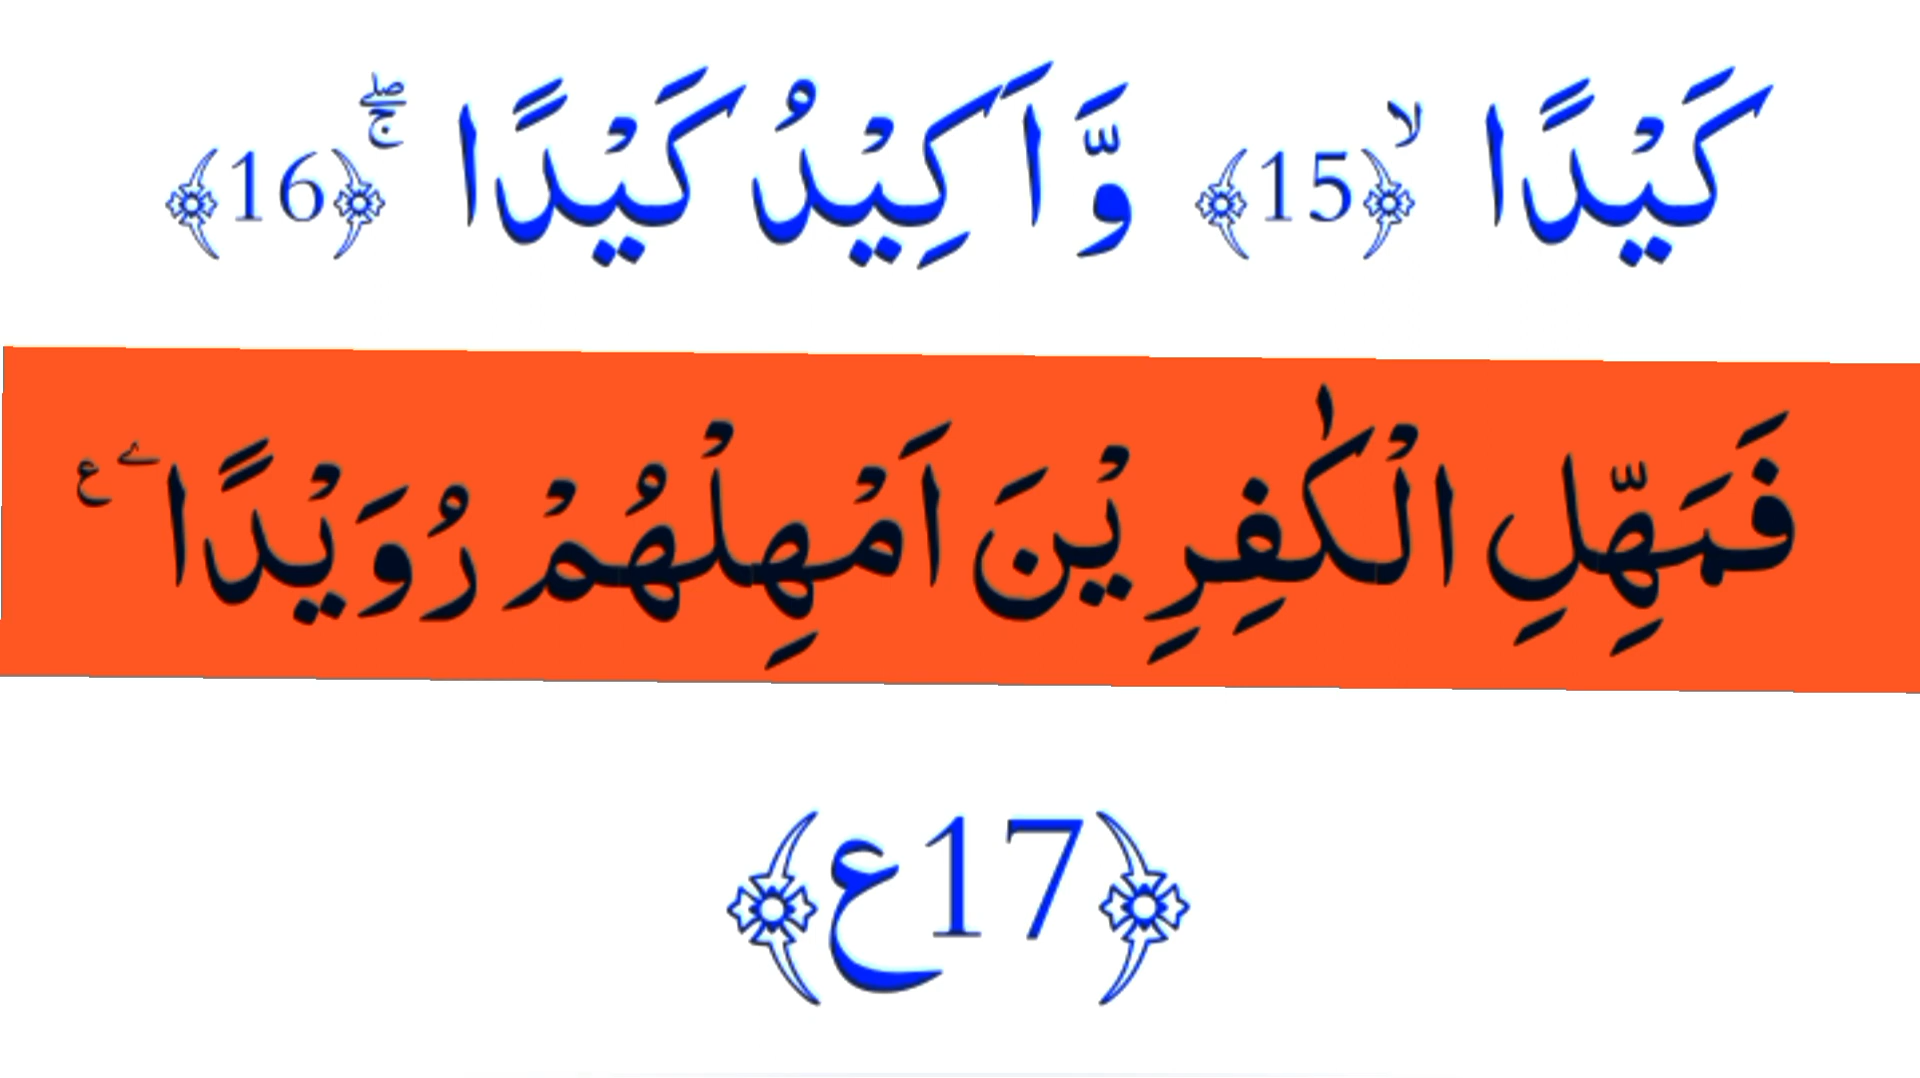 كَيْدًا ۙ﴿15﴾ وَّاَكِيْدُ كَيْدًا ۖۚ﴿16﴾
فَمَهِّلِ الْكٰفِرِيْنَ اَمْهِلْهُمْ رُوَيْدًا ے ع
﴿17ع﴾